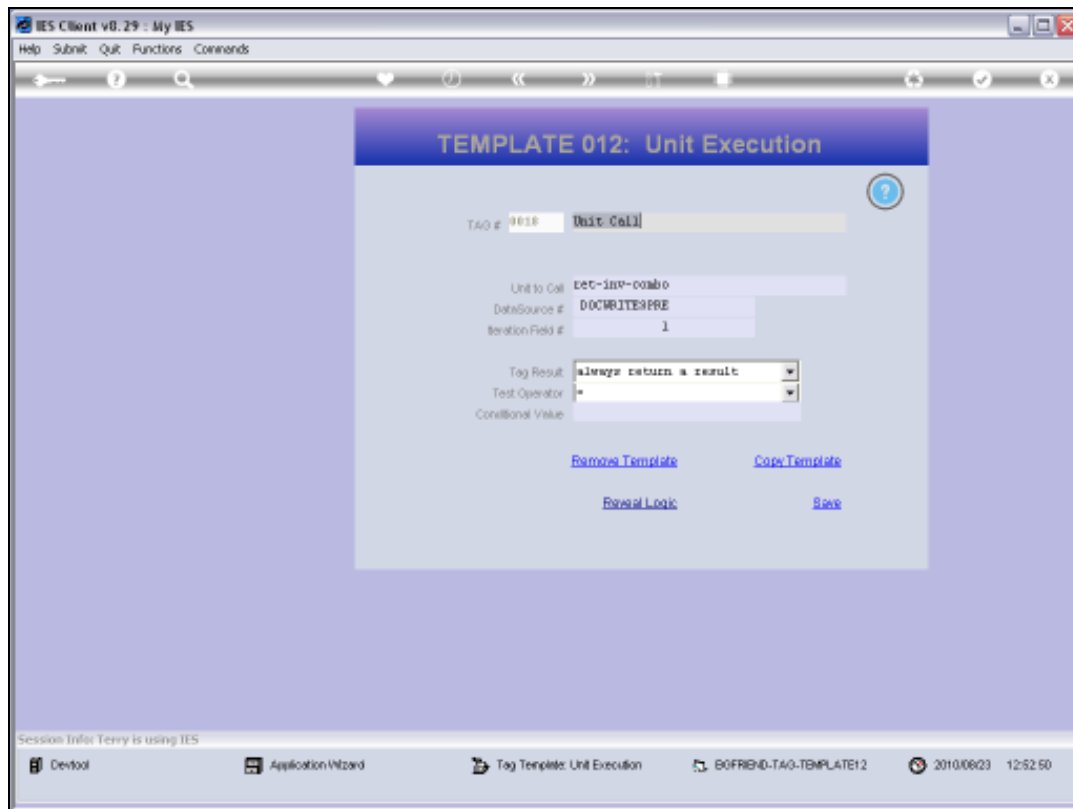 IES Client v8.29 : My IES
Help Submit Quit Functions Commands
TEMPLATE 012: Unit Execution
TAG # 0010 Unit Call
Unit to Call ret-inv-combo
DataSource # DOCWRITESPRE
Iteration Field # 1
Tag Result always return a result
Test Operator =
Conditional Value
Remove Template Copy Template
Reveal Logic Save
Session Info: Terry is using IES
Devtool Application Wizard Tag Template: Unit Execution BGFRIEND-TAG-TEMPLATE12 2010/08/23 12:52:50